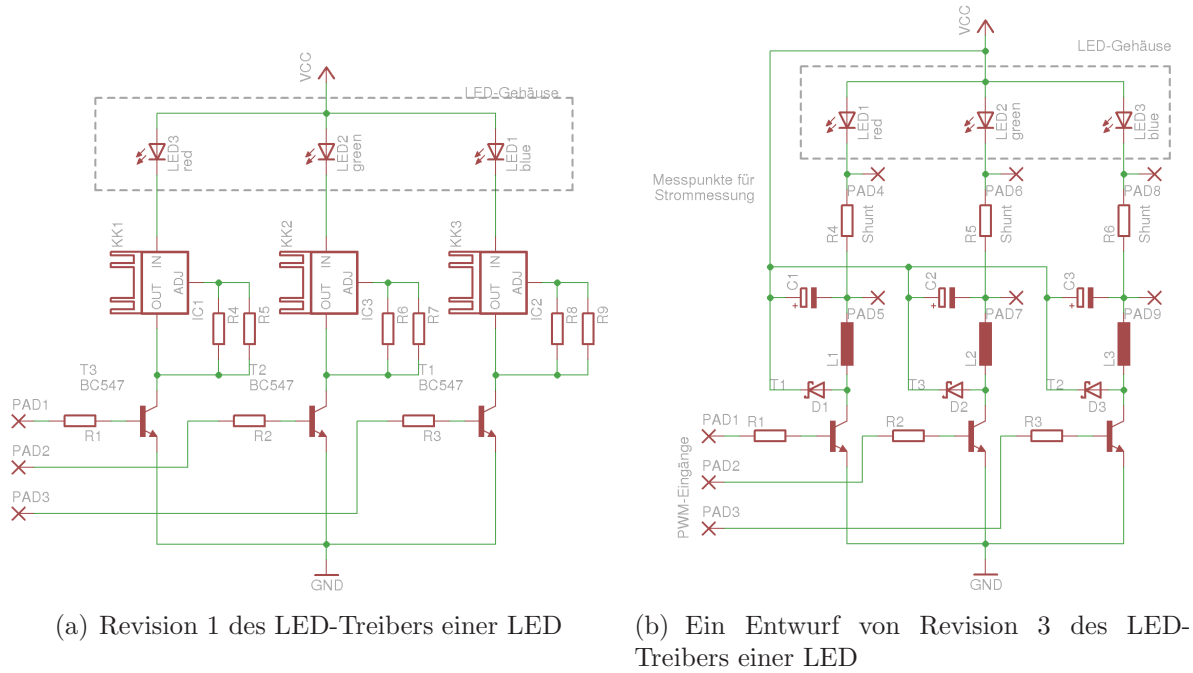 VCC
LED-Gehäuse
LED3
red
LED2
green
LED1
blue
KK1
KK2
KK3
IN
OUT
ADJ
IC1
R4
R5
IN
OUT
ADJ
IC3
R6
R7
IN
OUT
ADJ
IC2
R8
R9
T3
BC547
T2
BC547
T1
BC547
PAD1
R1
R2
R3
PAD2
PAD3
GND
(a) Revision 1 des LED-Treibers einer LED
VCC
LED-Gehäuse
LED1
red
LED2
green
LED3
blue
Messpunkte für
Strommessung
PAD4
PAD6
PAD8
R4
Shunt
R5
Shunt
R6
Shunt
C1
+
C2
+
C3
+
PAD5
PAD7
PAD9
L1
L2
L3
T1
D1
T3
D2
T2
D3
PAD1
R1
R2
R3
PAD2
PAD3
PWM-Eingänge
GND
(b) Ein Entwurf von Revision 3 des LED-
Treibers einer LED